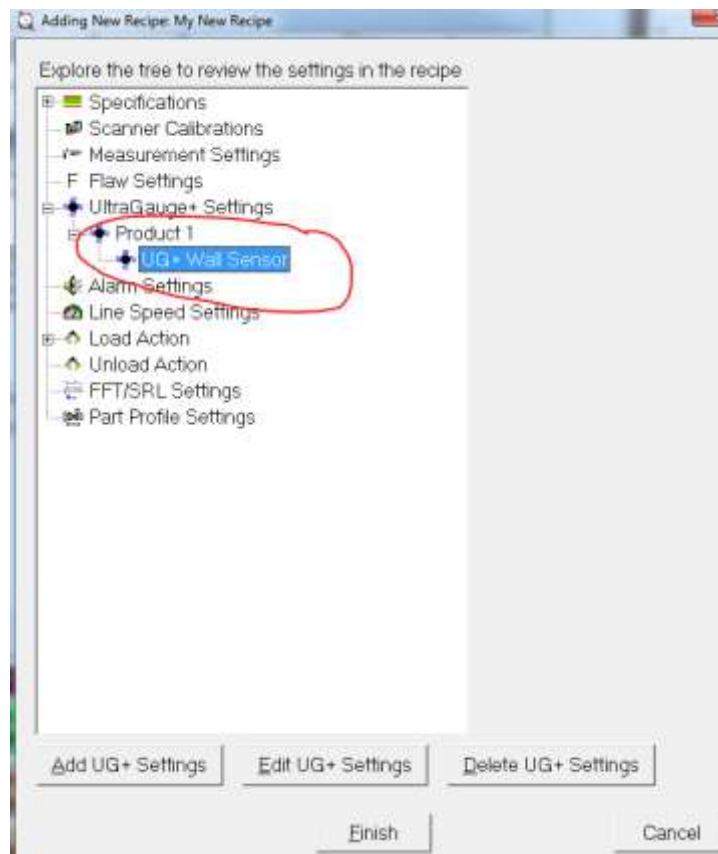 Adding New Recipe: My New Recipe
Explore the tree to review the settings in the recipe
Specifications
Scanner Calibrations
Measurement Settings
F Flaw Settings
UltraGauge+ Settings
Product 1
UG+ Wall Sensor
Alarm Settings
Line Speed Settings
Load Action
Unload Action
FFT/SRL Settings
Part Profile Settings
Add UG+ Settings Edit UG+ Settings Delete UG+ Settings
Finish Cancel